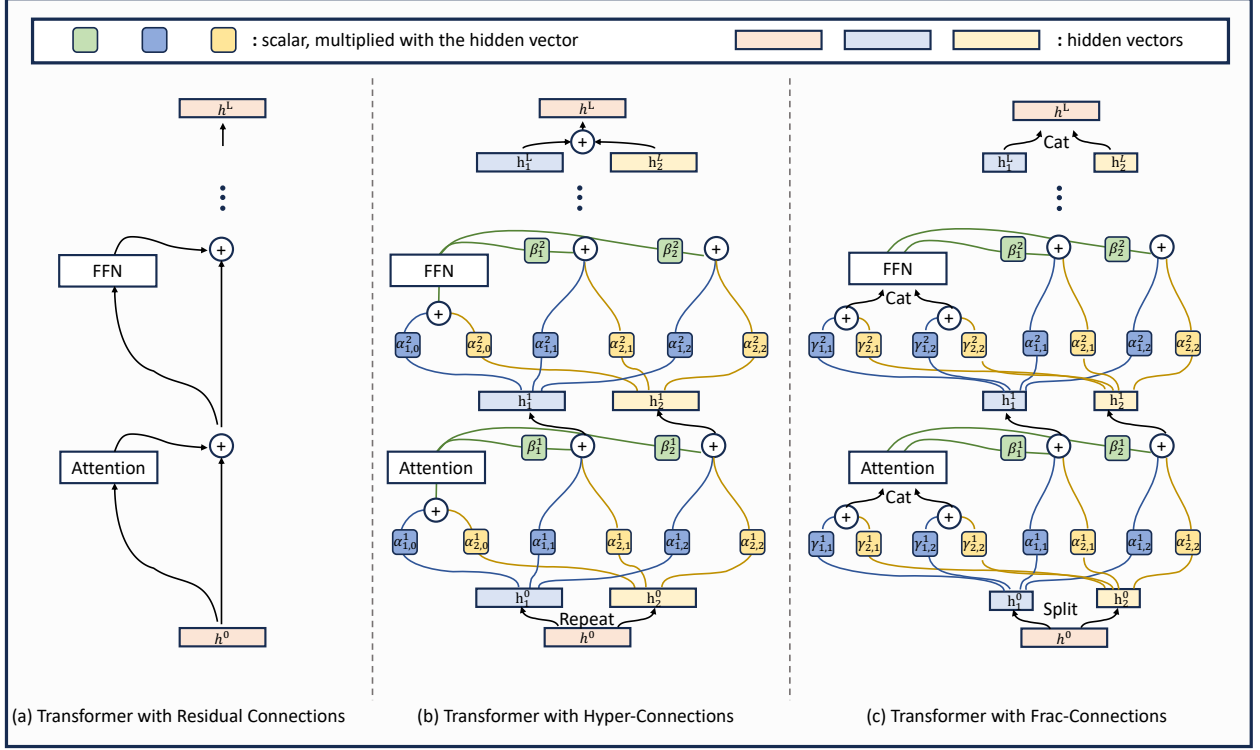 : scalar, multiplied with the hidden vector
: hidden vectors
h^L
FFN
Attention
h^0
(a) Transformer with Residual Connections
h^L
h_1^L h_2^L
β_1^2 β_2^2
FFN
α_{1,0}^2 α_{2,0}^2 α_{1,1}^2 α_{2,1}^2 α_{1,2}^2 α_{2,2}^2
h_1^1 h_2^1
β_1^1 β_2^1
Attention
α_{1,0}^1 α_{2,0}^1 α_{1,1}^1 α_{2,1}^1 α_{1,2}^1 α_{2,2}^1
h_1^0 h_2^0
Repeat
h^0
(b) Transformer with Hyper-Connections
h^L
Cat
h_1^L h_2^L
β_1^2 β_2^2
FFN
Cat
γ_{1,1}^2 γ_{2,1}^2 γ_{1,2}^2 γ_{2,2}^2 α_{1,1}^2 α_{2,1}^2 α_{1,2}^2 α_{2,2}^2
h_1^1 h_2^1
β_1^1 β_2^1
Attention
Cat
γ_{1,1}^1 γ_{2,1}^1 γ_{1,2}^1 γ_{2,2}^1 α_{1,1}^1 α_{2,1}^1 α_{1,2}^1 α_{2,2}^1
h_1^0 h_2^0
Split
h^0
(c) Transformer with Frac-Connections